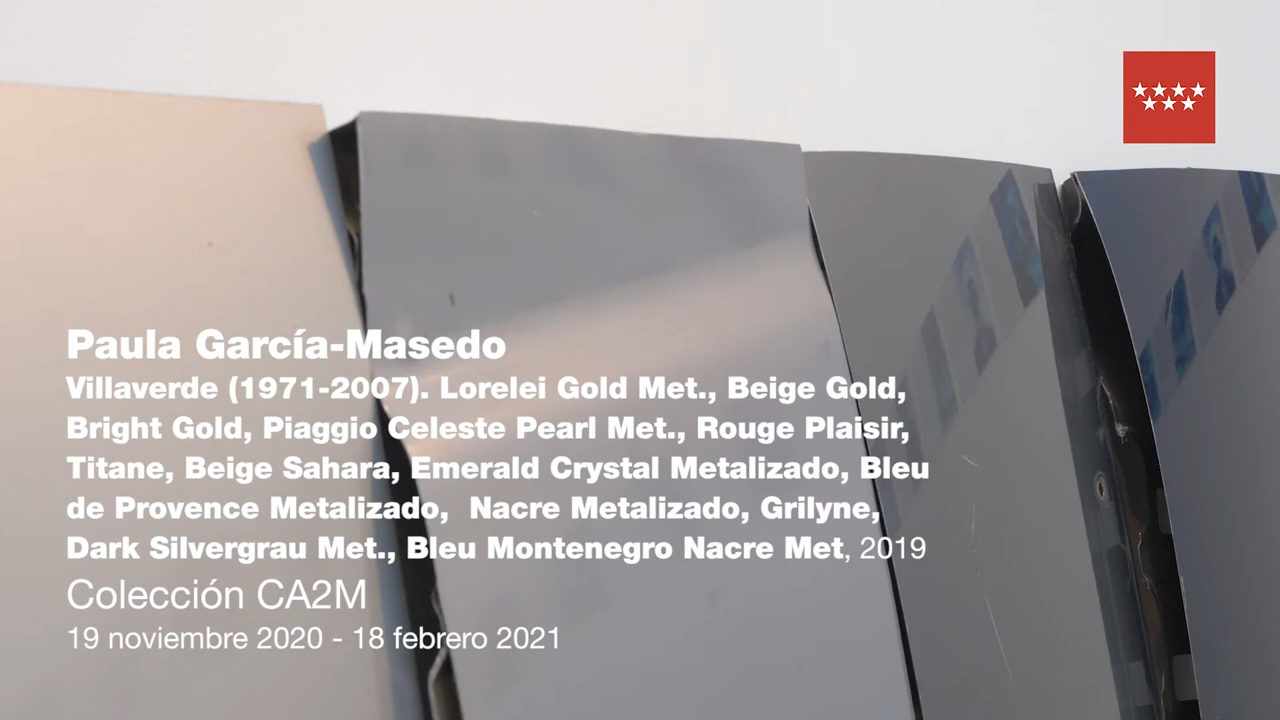 Paula García-Masedo
Villaverde (1971-2007). Lorelei Gold Met., Beige Gold,
Bright Gold, Piaggio Celeste Pearl Met., Rouge Plaisir,
Titane, Beige Sahara, Emerald Crystal Metalizado, Bleu
de Provence Metalizado,  Nacre Metalizado, Grilyne,
Dark Silvergrau Met., Bleu Montenegro Nacre Met, 2019
Colección CA2M
19 noviembre 2020 - 18 febrero 2021